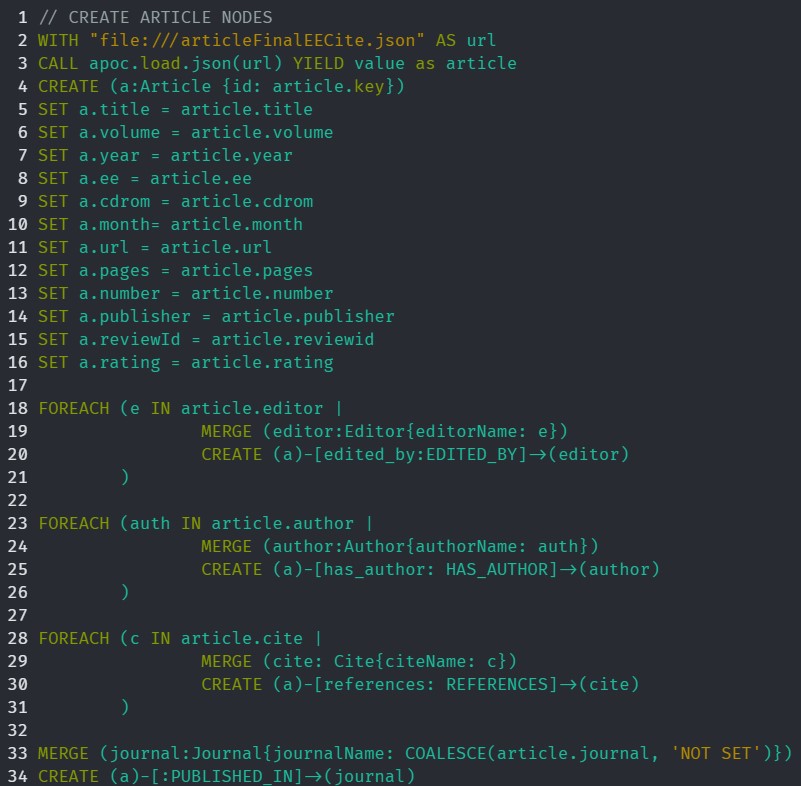 1 // CREATE ARTICLE NODES
2 WITH "file:///articleFinalEECite.json" AS url
3 CALL apoc.load.json(url) YIELD value as article
4 CREATE (a:Article {id: article.key})
5 SET a.title = article.title
6 SET a.volume = article.volume
7 SET a.year = article.year
8 SET a.ee = article.ee
9 SET a.cdrom = article.cdrom
10 SET a.month= article.month
11 SET a.url = article.url
12 SET a.pages = article.pages
13 SET a.number = article.number
14 SET a.publisher = article.publisher
15 SET a.reviewId = article.reviewid
16 SET a.rating = article.rating
17
18 FOREACH (e IN article.editor |
19                 MERGE (editor:Editor{editorName: e})
20                 CREATE (a)-[edited_by:EDITED_BY]->(editor)
21         )
22
23 FOREACH (auth IN article.author |
24                 MERGE (author:Author{authorName: auth})
25                 CREATE (a)-[has_author: HAS_AUTHOR]->(author)
26         )
27
28 FOREACH (c IN article.cite |
29                 MERGE (cite: Cite{citeName: c})
30                 CREATE (a)-[references: REFERENCES]->(cite)
31         )
32
33 MERGE (journal:Journal{journalName: COALESCE(article.journal, 'NOT SET')})
34 CREATE (a)-[:PUBLISHED_IN]->(journal)